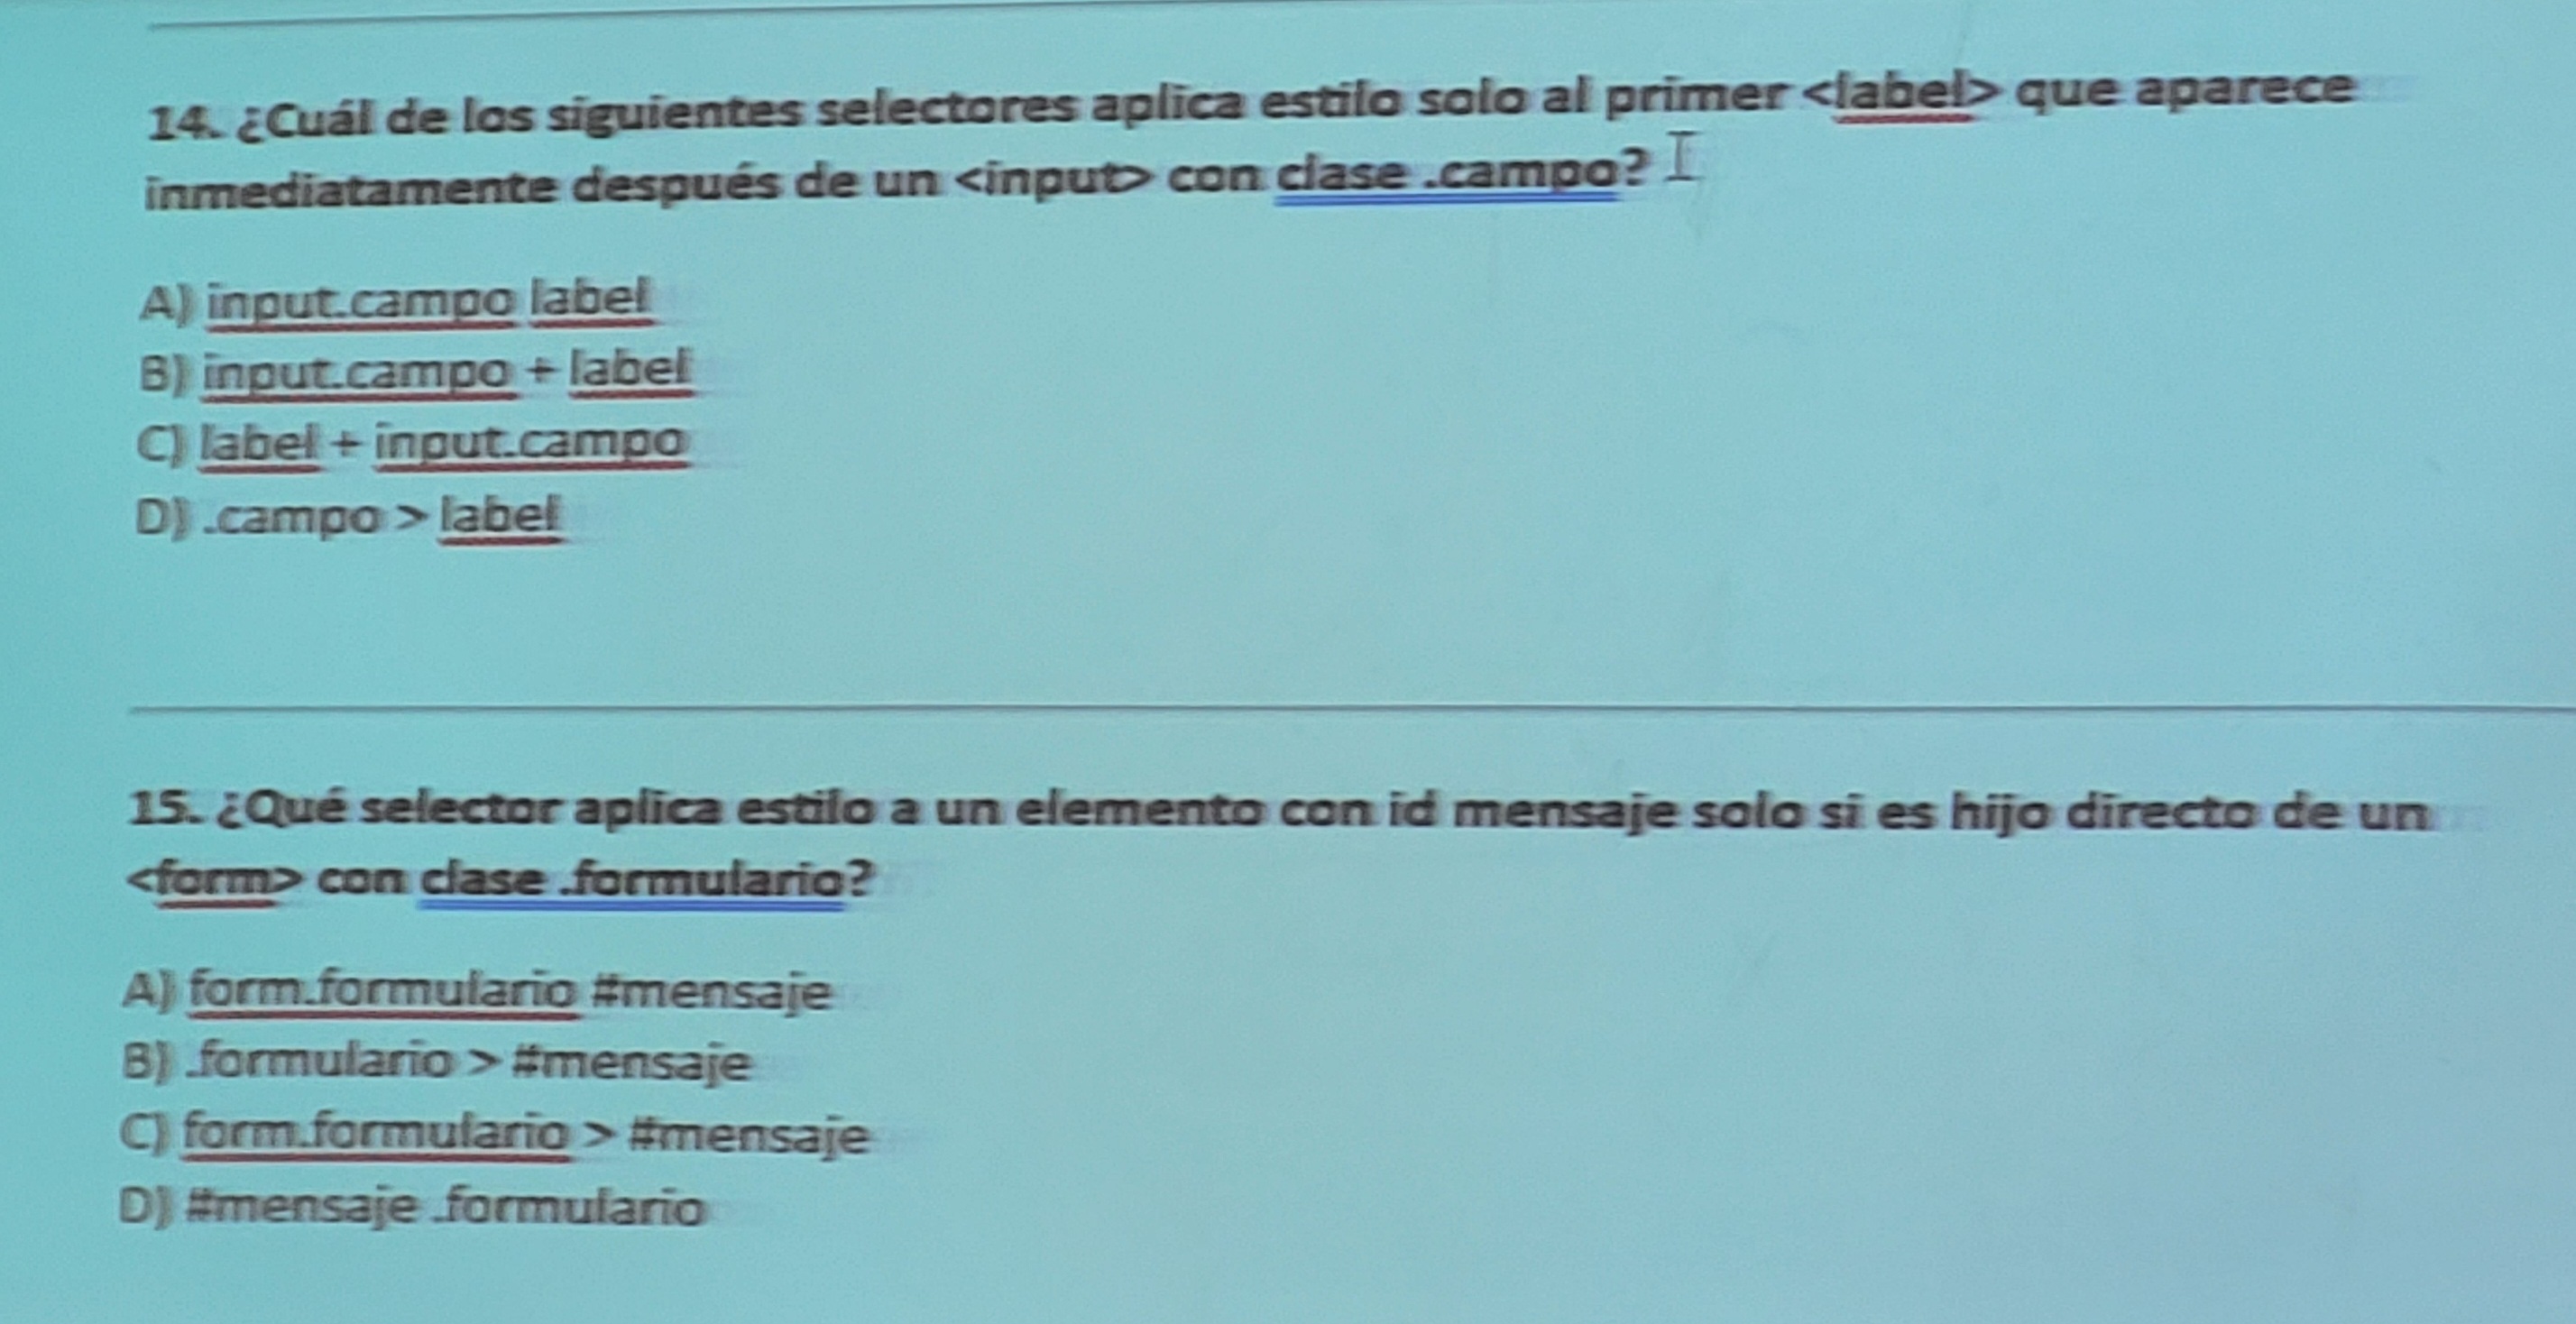 14. ¿Cuál de los siguientes selectores aplica estilo solo al primer <label> que aparece
inmediatamente después de un <input> con clase .campo?
A) input.campo label
B) input.campo + label
C) label + input.campo
D) .campo > label
15. ¿Qué selector aplica estilo a un elemento con id mensaje solo si es hijo directo de un
<form> con clase .formulario?
A) form.formulario #mensaje
B) .formulario > #mensaje
C) form.formulario > #mensaje
D) #mensaje .formulario